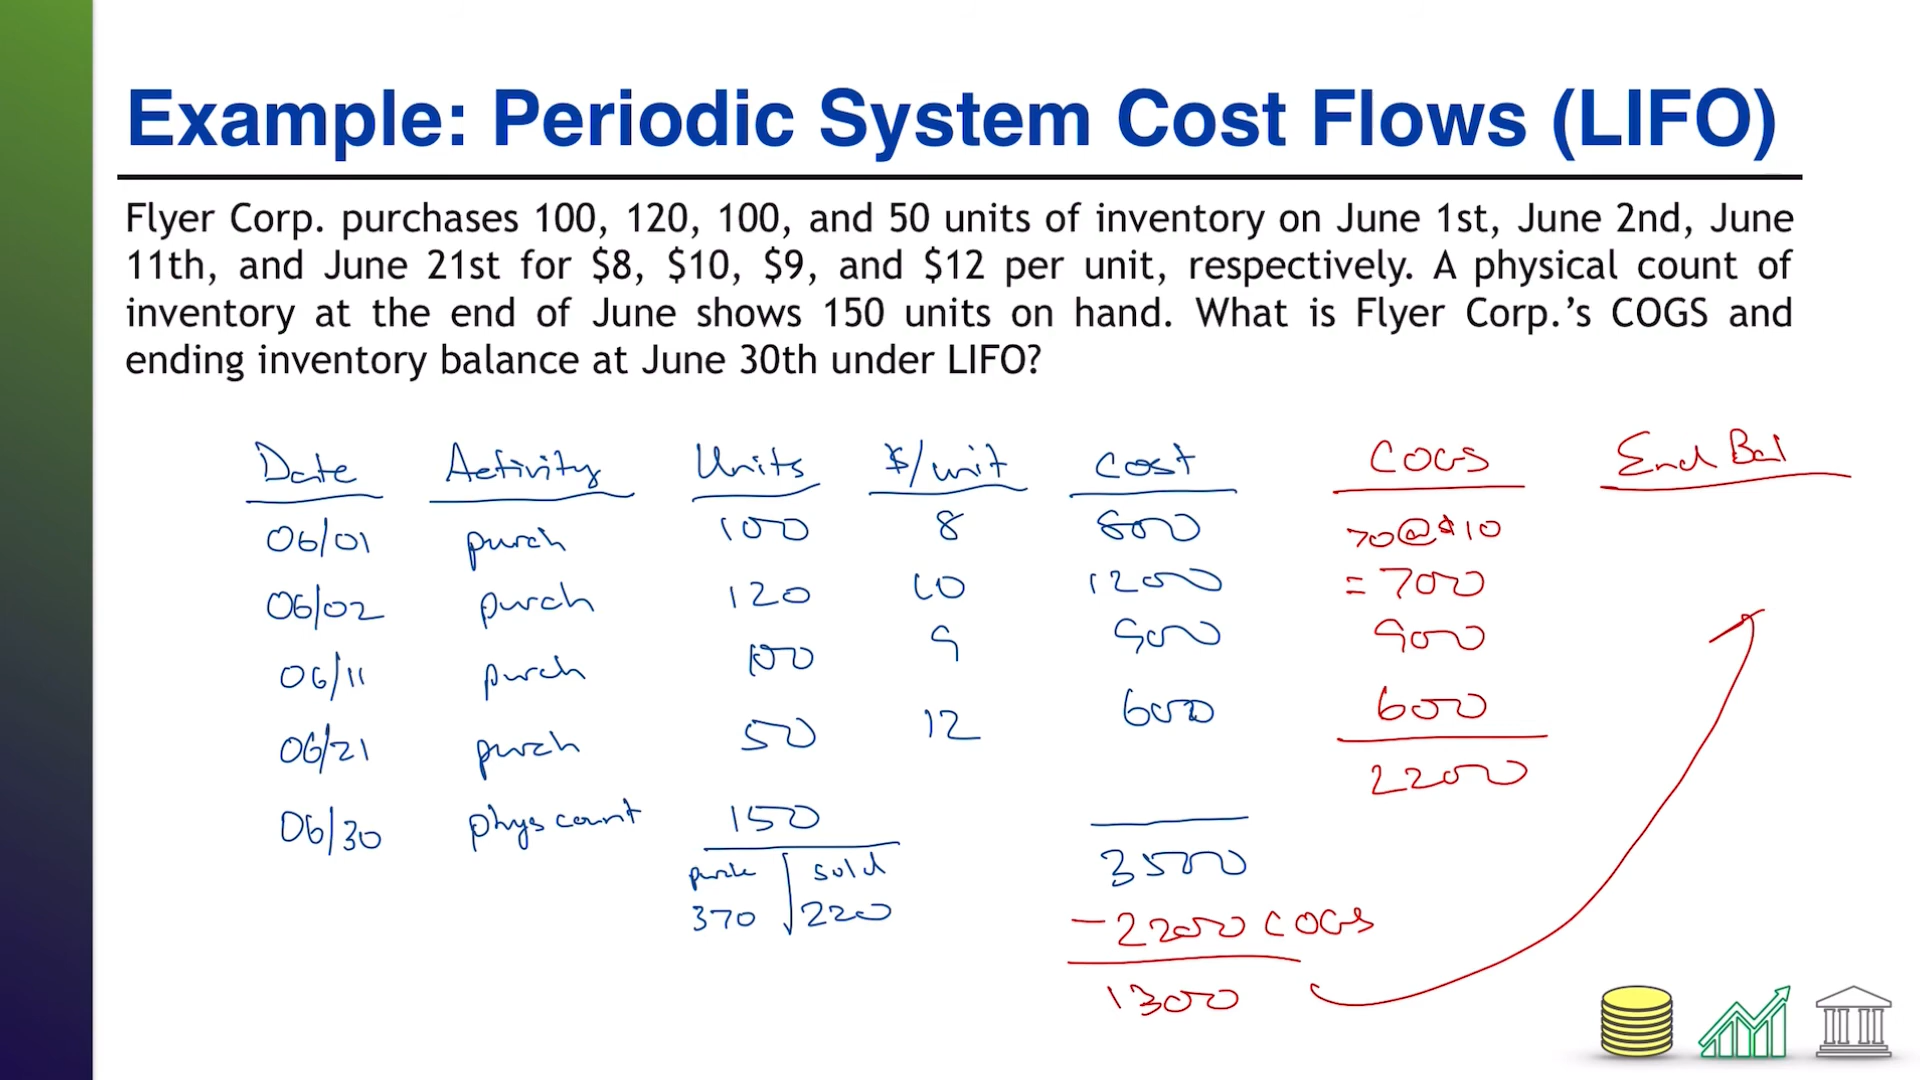 Example: Periodic System Cost Flows (LIFO)
Flyer Corp. purchases 100, 120, 100, and 50 units of inventory on June 1st, June 2nd, June
11th, and June 21st for $8, $10, $9, and $12 per unit, respectively. A physical count of
inventory at the end of June shows 150 units on hand. What is Flyer Corp.’s COGS and
ending inventory balance at June 30th under LIFO?
Date Activity Units $/unit Cost COGS End Bal
06/01 purch 100 8 800 70@$10
06/02 purch 120 10 1200 = 700
06/11 purch 100 9 900 900
06/21 purch 50 12 600 600
2200
06/30 phys count 150
purch sold 3500
370 220 -2200 COGS
1300